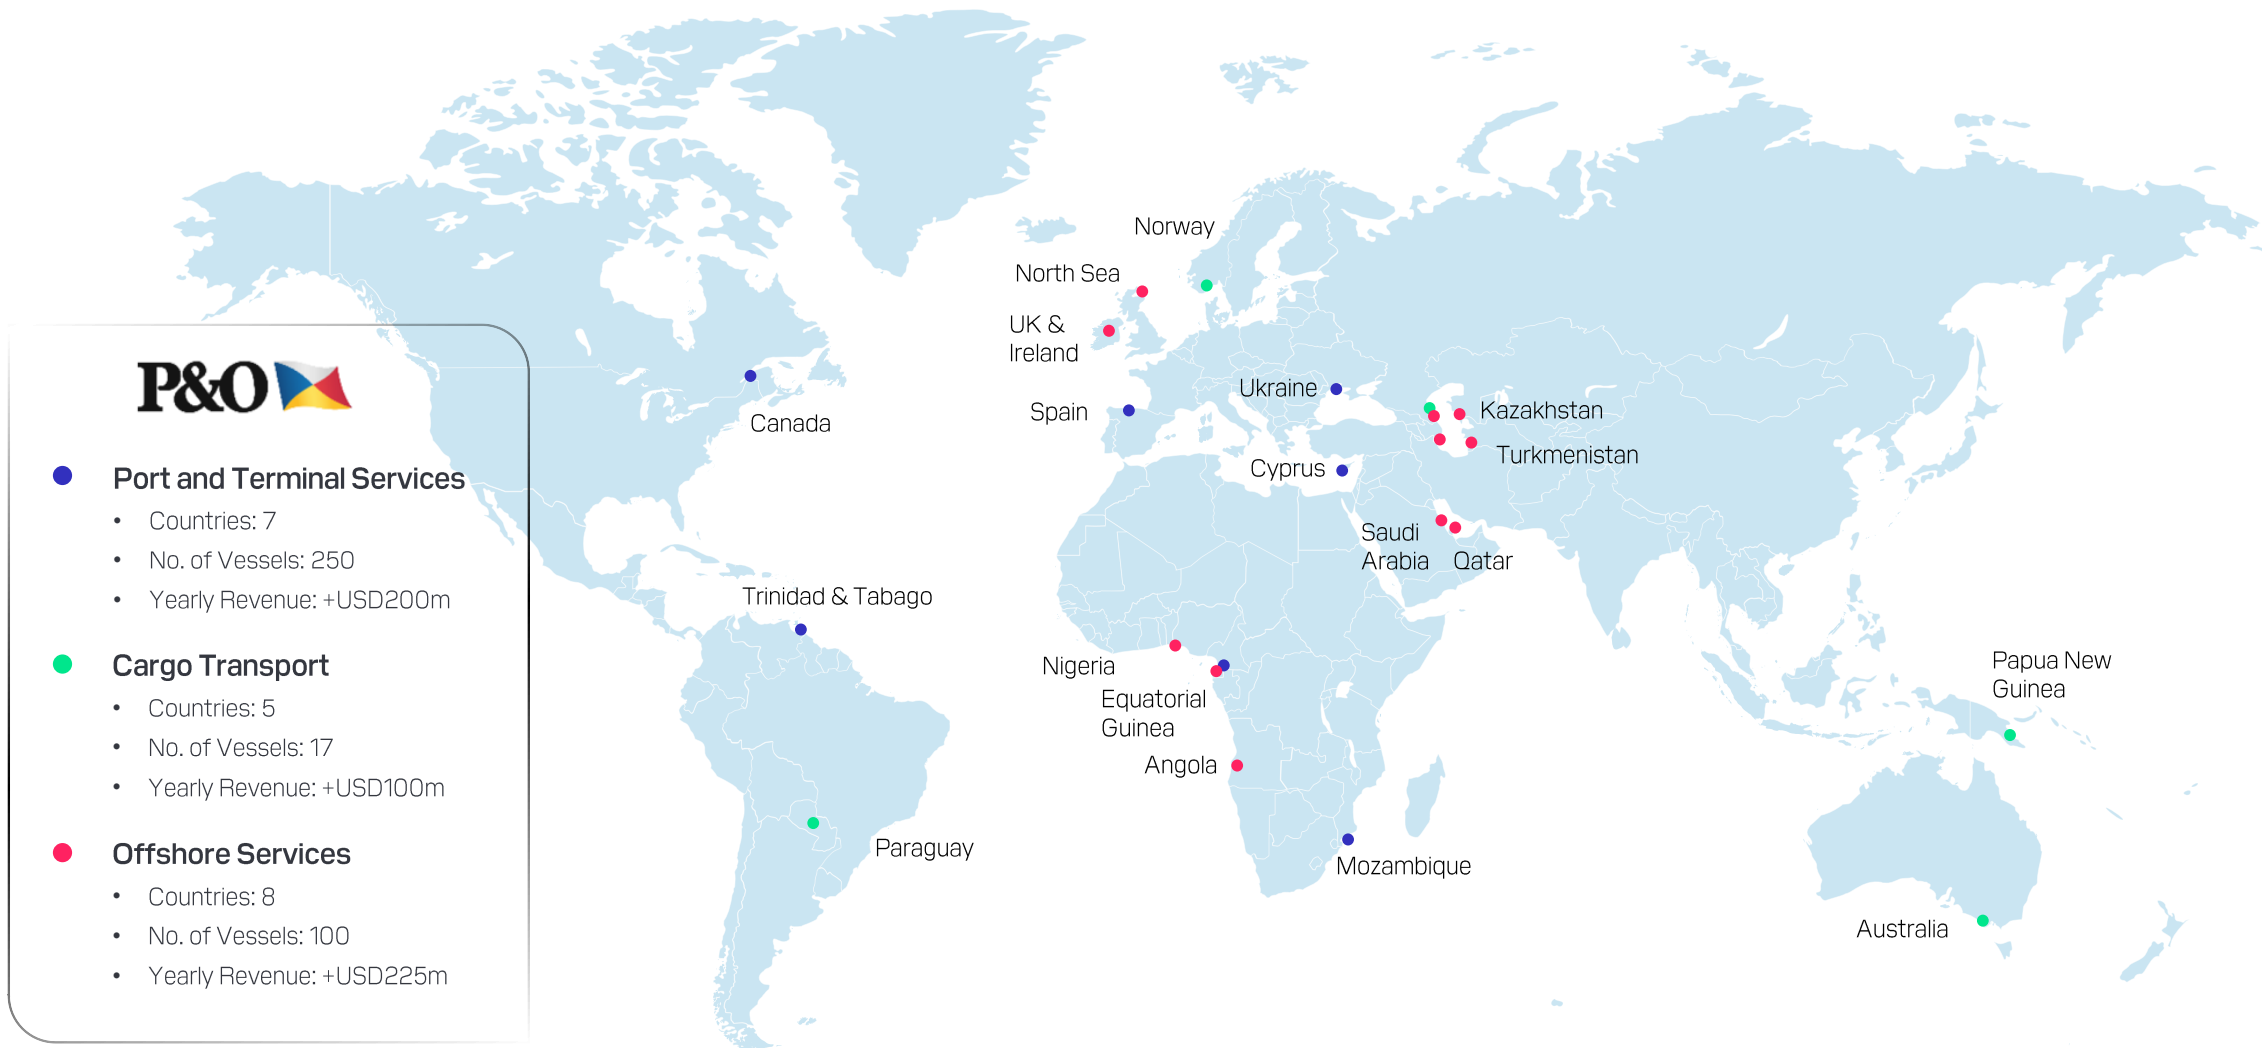 P&O
Port and Terminal Services
• Countries: 7
• No. of Vessels: 250
• Yearly Revenue: +USD200m
Cargo Transport
• Countries: 5
• No. of Vessels: 17
• Yearly Revenue: +USD100m
Offshore Services
• Countries: 8
• No. of Vessels: 100
• Yearly Revenue: +USD225m
Norway
North Sea
UK &
Ireland
Ukraine
Spain
Canada
Kazakhstan
Turkmenistan
Cyprus
Saudi
Arabia
Qatar
Trinidad & Tabago
Nigeria
Equatorial
Guinea
Angola
Papua New
Guinea
Paraguay
Mozambique
Australia